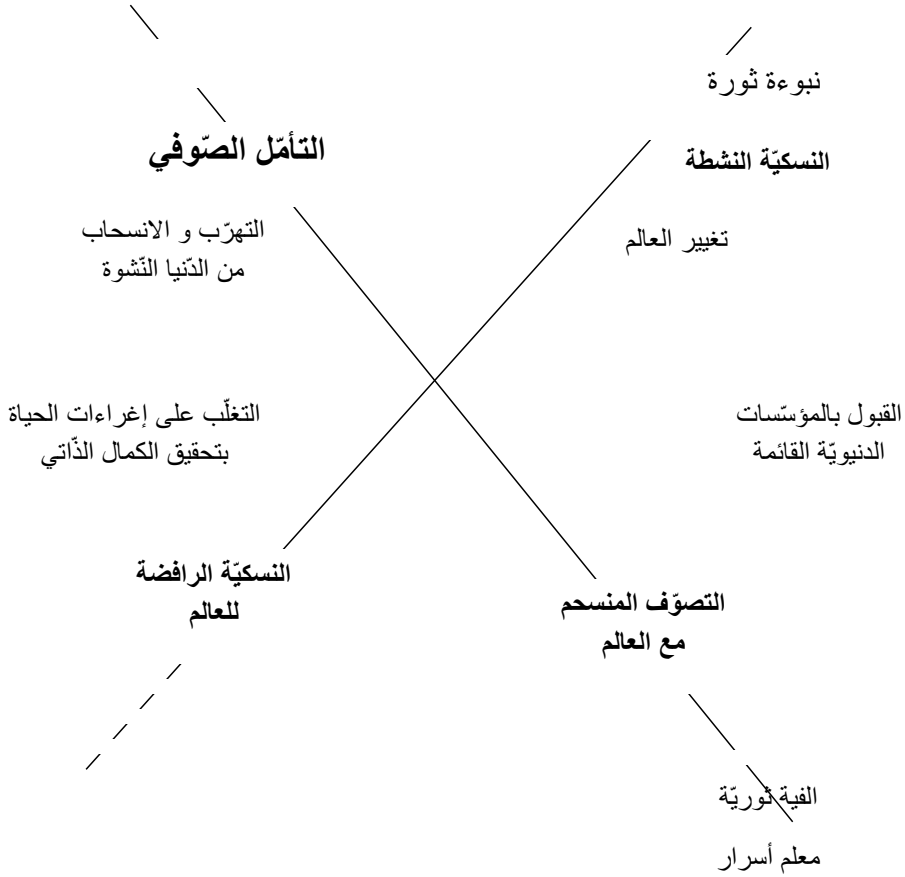 نبوءة ثورة
التأمّل الصّوفي
النسكيّة النشطة
التهرّب و الانسحاب
من الدّنيا النّشوة
تغيير العالم
القبول بالمؤسّسات
الدنيويّة القائمة
التغلّب على إغراءات الحياة
بتحقيق الكمال الذّاتي
النسكيّة الرافضة
للعالم
التصوّف المنسحم
مع العالم
الفية ثوريّة
معلم أسرار